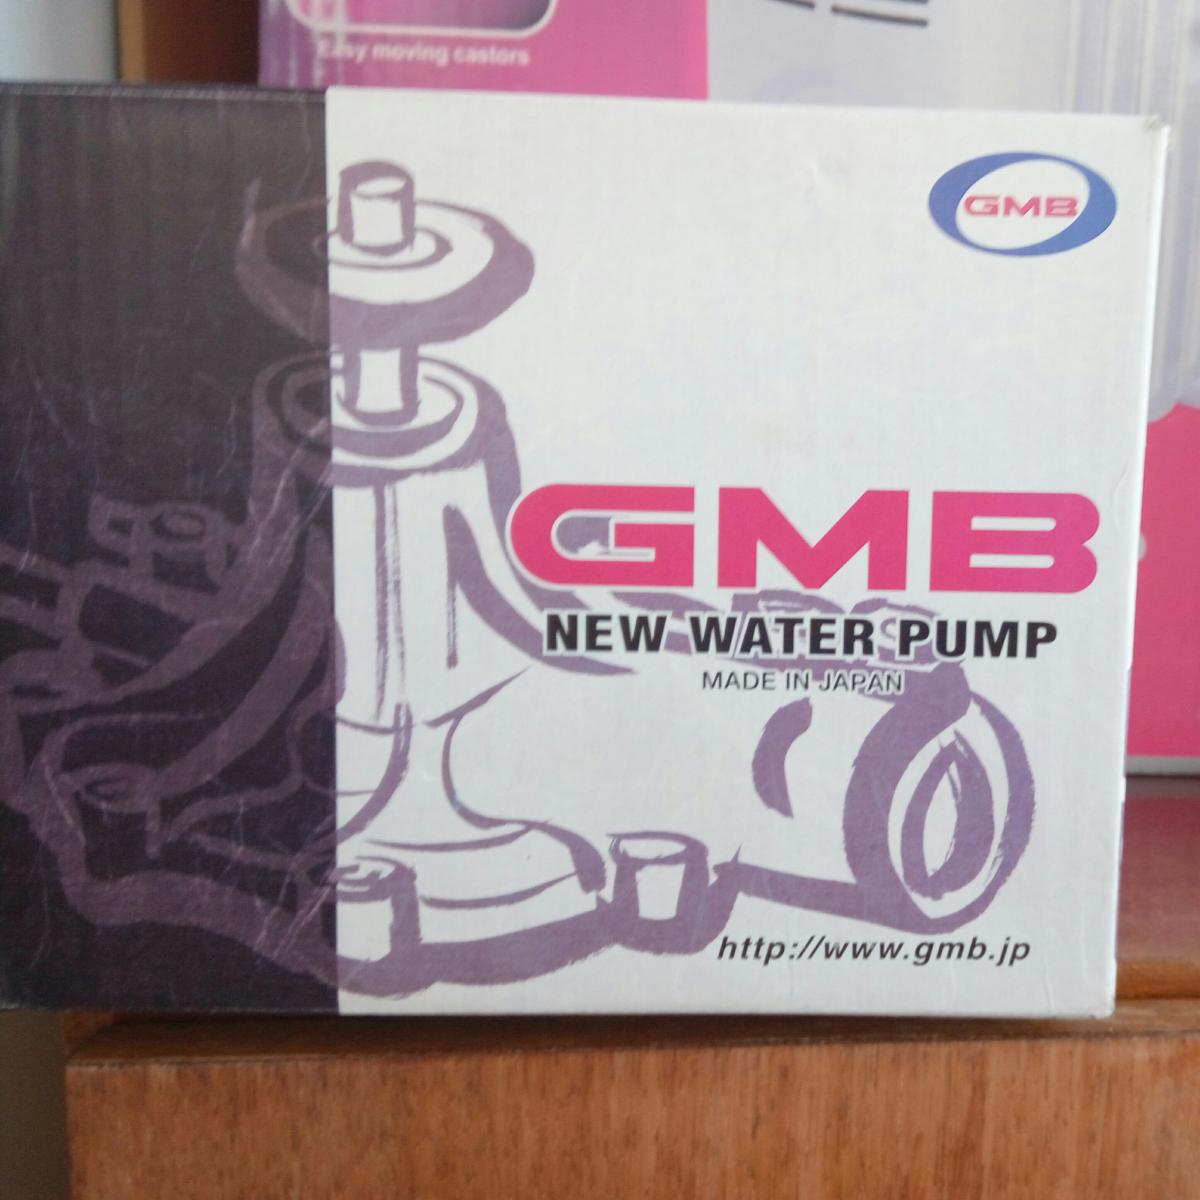 Easy moving castors
GMB
GMB
NEW WATER PUMP
MADE IN JAPAN
http://www.gmb.jp